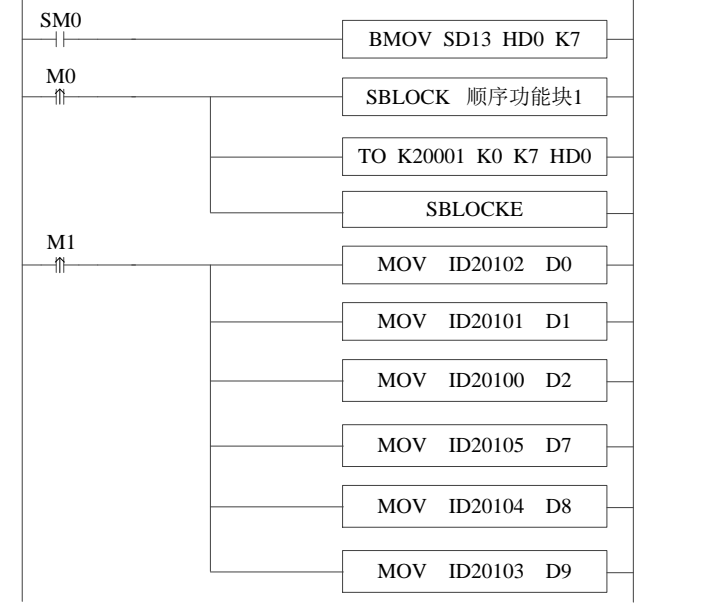 SM0
BMOV SD13 HD0 K7
M0
SBLOCK 顺序功能块1
TO K20001 K0 K7 HD0
SBLOCKE
M1
MOV ID20102 D0
MOV ID20101 D1
MOV ID20100 D2
MOV ID20105 D7
MOV ID20104 D8
MOV ID20103 D9